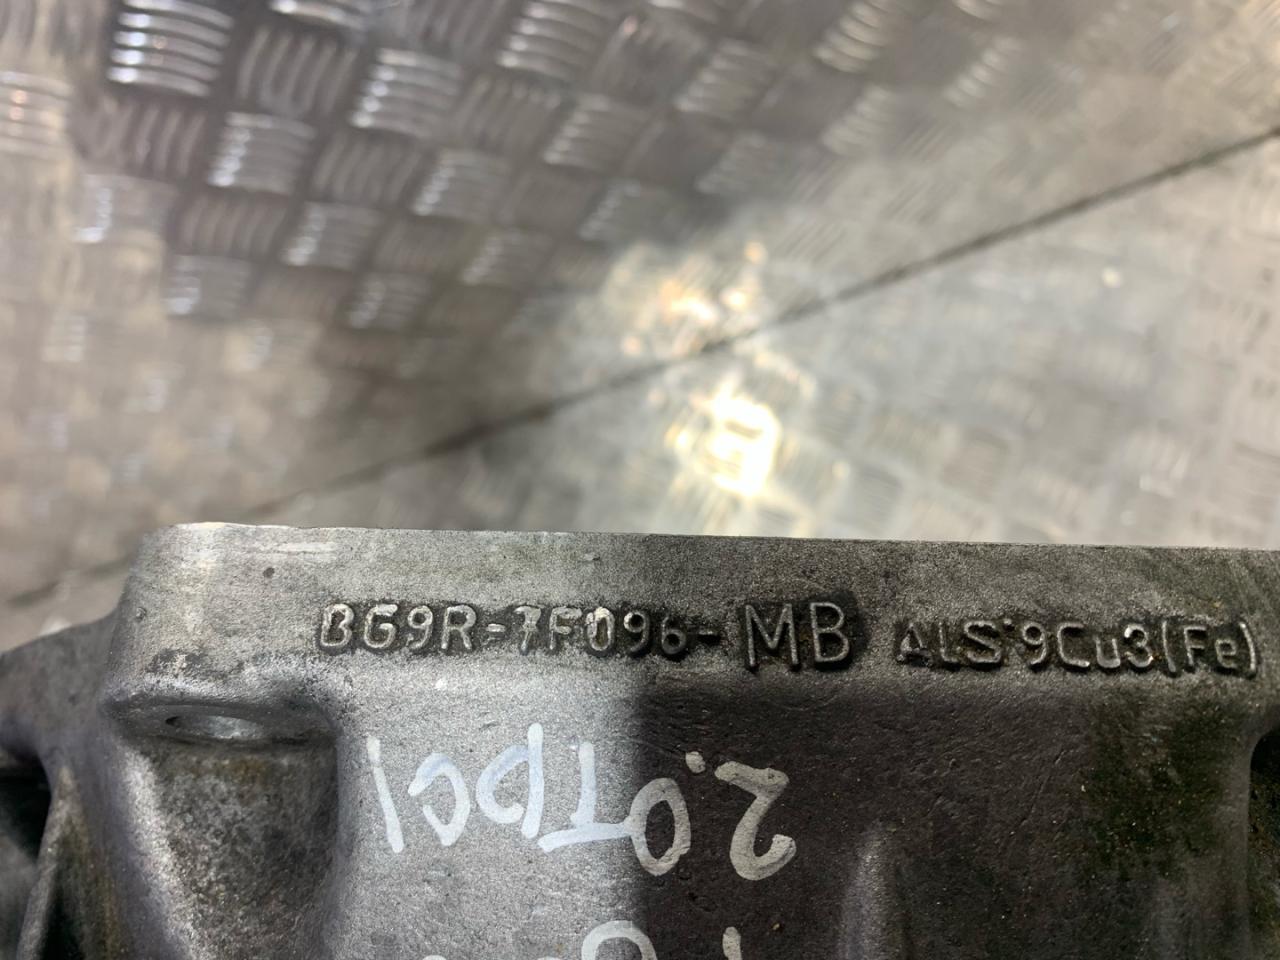 BG9R-7F096-MB ALSi9Cu3(Fe)
2.0TDCI